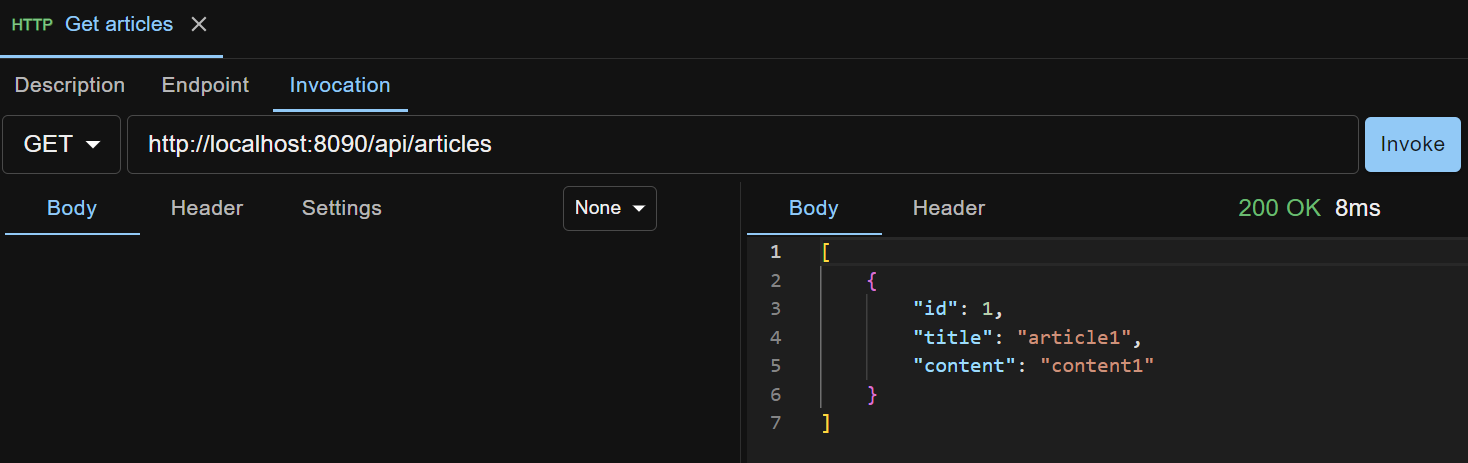 HTTP Get articles
Description Endpoint Invocation
GET http://localhost:8090/api/articles Invoke
Body Header Settings None
Body Header 200 OK 8ms
1 [
2 {
3 "id": 1,
4 "title": "article1",
5 "content": "content1"
6 }
7 ]